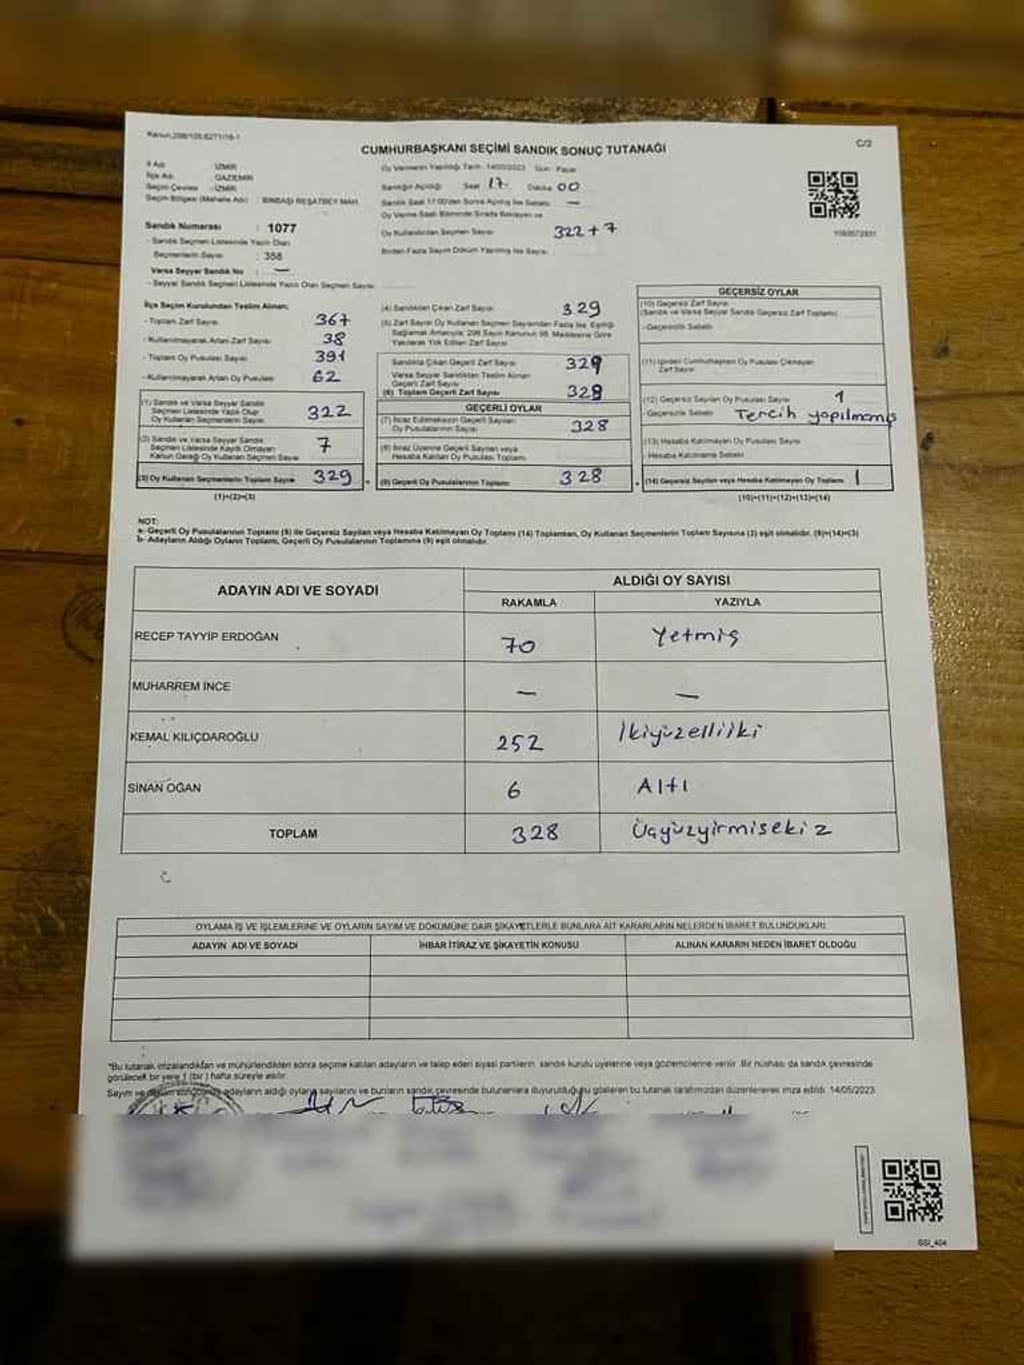 Kanun:298/105,6271/16-1
C/2
CUMHURBAŞKANI SEÇİMİ SANDIK SONUÇ TUTANAĞI
İl Adı : İZMİR
İlçe Adı : GAZİEMİR
Seçim Çevresi : İZMİR
Seçim Bölgesi (Mahalle Adı) : BİNBAŞI REŞATBEY MAH.
Sandık Numarası : 1077
- Sandık Seçmen Listesinde Yazılı Olan
Seçmenlerin Sayısı : 358
Varsa Seyyar Sandık No : —
- Seyyar Sandık Seçmen Listesinde Yazılı Olan Seçmen Sayısı:
Oy Vermenin Yapıldığı Tarih: 14/05/2023 Gün: Pazar
Sandığın Açıldığı Saat 17 Dakika 00
Sandık Saat 17:00'den Sonra Açılmış İse Sebebi: —
Oy Verme Saati Bitiminde Sırada Bekleyen ve
Oy Kullandırılan Seçmen Sayısı: 322+7
Birden Fazla Sayım Döküm Yapılmış İse Sayısı:
İlçe Seçim Kurulundan Teslim Alınan;
- Toplam Zarf Sayısı 367
- Kullanılmayarak Artan Zarf Sayısı 38
- Toplam Oy Pusulası Sayısı 391
- Kullanılmayarak Artan Oy Pusulası 62
(1) Sandık ve Varsa Seyyar Sandık
Seçmen Listesinde Yazılı Olup
Oy Kullanan Seçmenlerin Sayısı 322
(2) Sandık ve Varsa Seyyar Sandık
Seçmen Listesinde Kayıtlı Olmayan
Kanun Gereği Oy Kullanan Seçmen Sayısı 7
(3) Oy Kullanan Seçmenlerin Toplam Sayısı 329
(1)+(2)=(3)
(4) Sandıktan Çıkan Zarf Sayısı 329
(5) Zarf Sayısı Oy Kullanan Seçmen Sayısından Fazla İse, Eşitliği
Sağlamak Amacıyla, 298 Sayılı Kanunun 98. Maddesine Göre
Yakılarak Yok Edilen Zarf Sayısı:
Sandıkta Çıkan Geçerli Zarf Sayısı 329
Varsa Seyyar Sandıktan Teslim Alınan
Geçerli Zarf Sayısı
(6) Toplam Geçerli Zarf Sayısı
GEÇERLİ OYLAR
(7) İtiraz Edilmeksizin Geçerli Sayılan
Oy Pusulalarının Sayısı 328
(8) İtiraz Üzerine Geçerli Sayılan veya
Hesaba Katılan Oy Pusulası Toplamı
(9) Geçerli Oy Pusulalarının Toplamı 328
GEÇERSİZ OYLAR
(10) Geçersiz Zarf Sayısı
(Sandık ve Varsa Seyyar Sandık Geçersiz Zarf Toplamı)
- Geçersizlik Sebebi
(11) İçinden Cumhurbaşkanı Oy Pusulası Çıkmayan
Zarf Sayısı
(12) Geçersiz Sayılan Oy Pusulası Sayısı 1
- Geçersizlik Sebebi Tercih yapılmamış
(13) Hesaba Katılmayan Oy Pusulası Sayısı
- Hesaba Katılmama Sebebi
(14) Geçersiz Sayılan veya Hesaba Katılmayan Oy Toplamı 1
(10)+(11)+(12)+(13)=(14)
NOT:
a- Geçerli Oy Pusulalarının Toplamı (9) ile Geçersiz Sayılan veya Hesaba Katılmayan Oy Toplamı (14) Toplamları, Oy Kullanan Seçmenlerin Toplam Sayısına (3) eşit olmalıdır. (9)+(14)=(3)
b- Adayların Aldığı Oyların Toplamı, Geçerli Oy Pusulalarının Toplamına (9) eşit olmalıdır.
ADAYIN ADI VE SOYADI ALDIĞI OY SAYISI
RAKAMLA YAZIYLA
RECEP TAYYİP ERDOĞAN 70 Yetmiş
MUHARREM İNCE — —
KEMAL KILIÇDAROĞLU 252 İkiyüzelliiki
SİNAN OĞAN 6 Altı
TOPLAM 328 Üçyüzyirmisekiz
OYLAMA İŞ VE İŞLEMLERİNE VE OYLARIN SAYIM VE DÖKÜMÜNE DAİR ŞİKAYETLERLE BUNLARA AİT KARARLARIN NELERDEN İBARET BULUNDUKLARI
ADAYIN ADI VE SOYADI İHBAR İTİRAZ VE ŞİKAYETİN KONUSU ALINAN KARARIN NEDEN İBARET OLDUĞU
*Bu tutanak imzalandıktan ve mühürlendikten sonra seçime katılan adayların ve talep eden siyasi partilerin sandık kurulu üyelerine veya gözlemcilerine verilir. Bir nüshası da sandık çevresinde
görülecek bir yere 1 (bir) hafta süreyle asılır.
Sayım ve döküm sonucunda adayların aldığı oyların sayılarını ve bunların sandık çevresinde bulunanlara duyurulduğunu gösteren bu tutanak tarafımızdan düzenlenerek imza edildi. 14/05/2023